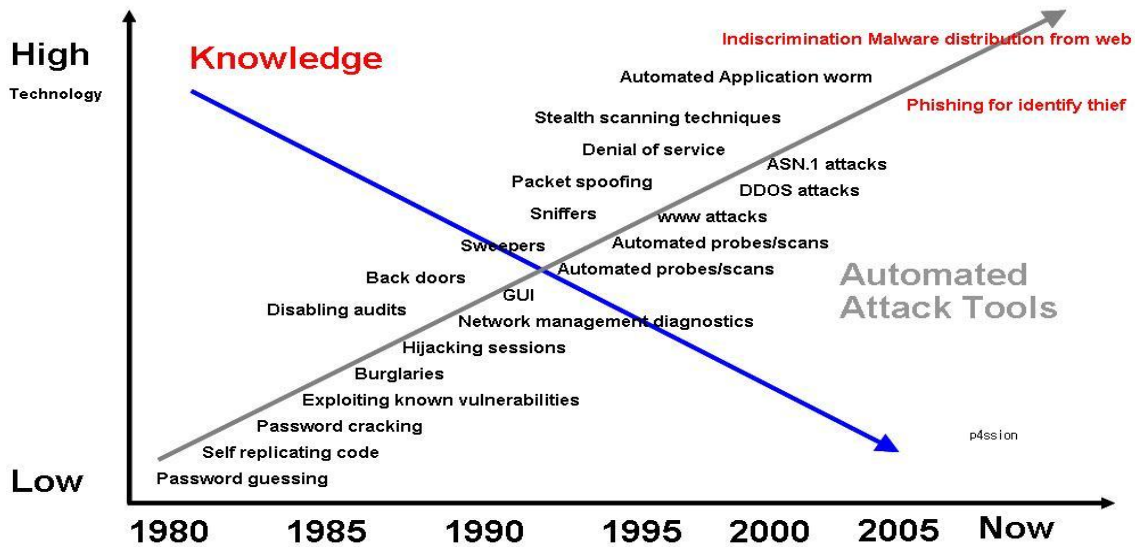 Indiscrimination Malware distribution from web
High
Knowledge
Automated Application worm
Technology
Phishing for identify thief
Stealth scanning techniques
Denial of service
ASN.1 attacks
Packet spoofing
DDOS attacks
Sniffers
www attacks
Sweepers
Automated probes/scans
Back doors
Automated probes/scans
Automated
Attack Tools
GUI
Disabling audits
Network management diagnostics
Hijacking sessions
Burglaries
Exploiting known vulnerabilities
Password cracking
p4ssion
Self replicating code
Low
Password guessing
1980 1985 1990 1995 2000 2005 Now